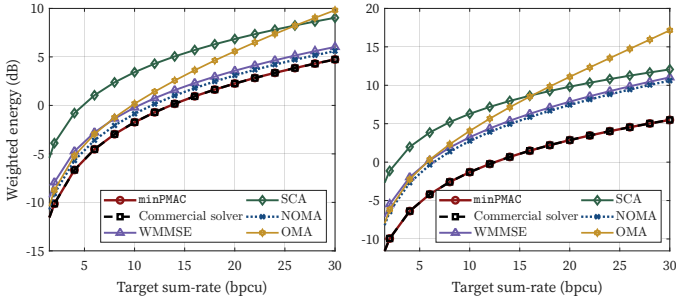 10
5
0
-5
-10
-15
5
10
15
20
25
30
Weighted energy (dB)
Target sum-rate (bpcu)
minPMAC
Commercial solver
WMMSE
SCA
NOMA
OMA
20
15
10
5
0
-5
-10
5
10
15
20
25
30
Target sum-rate (bpcu)
minPMAC
Commercial solver
WMMSE
SCA
NOMA
OMA